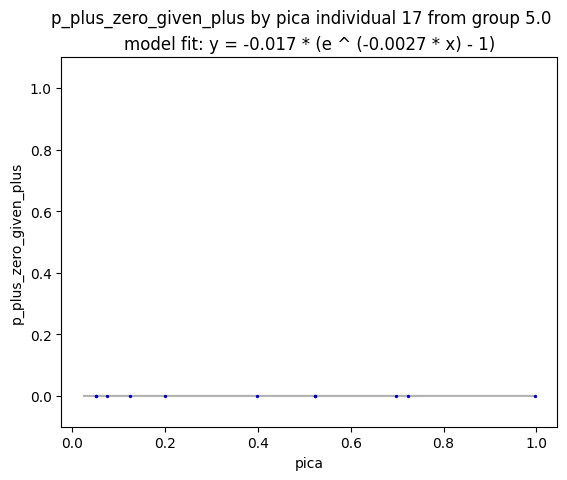 p_plus_zero_given_plus by pica individual 17 from group 5.0
model fit: y = -0.017 * (e ^ (-0.0027 * x) - 1)
p_plus_zero_given_plus
1.0
0.8
0.6
0.4
0.2
0.0
0.0 0.2 0.4 0.6 0.8 1.0
pica